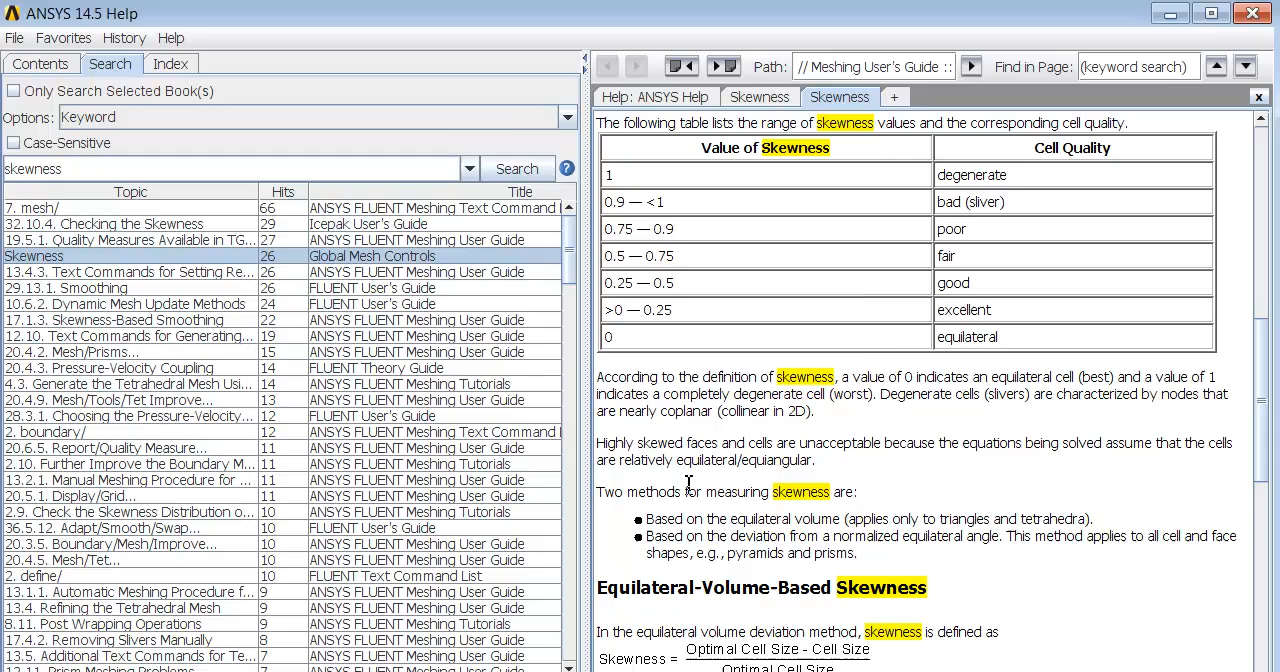 ANSYS 14.5 Help
File Favorites History Help
Contents Search Index
Only Search Selected Book(s)
Options: Keyword
Case-Sensitive
skewness Search
Topic Hits Title
7. mesh/ 66 ANSYS FLUENT Meshing Text Command
32.10.4. Checking the Skewness 29 Icepak User's Guide
19.5.1. Quality Measures Available in TG... 27 ANSYS FLUENT Meshing User Guide
Skewness 26 Global Mesh Controls
13.4.3. Text Commands for Setting Re... 26 ANSYS FLUENT Meshing User Guide
29.13.1. Smoothing 26 FLUENT User's Guide
10.6.2. Dynamic Mesh Update Methods 24 FLUENT User's Guide
17.1.3. Skewness-Based Smoothing 22 ANSYS FLUENT Meshing User Guide
12.10. Text Commands for Generating... 19 ANSYS FLUENT Meshing User Guide
20.4.2. Mesh/Prisms... 15 ANSYS FLUENT Meshing User Guide
20.4.3. Pressure-Velocity Coupling 14 FLUENT Theory Guide
4.3. Generate the Tetrahedral Mesh Usi... 14 ANSYS FLUENT Meshing Tutorials
20.4.9. Mesh/Tools/Tet Improve... 13 ANSYS FLUENT Meshing User Guide
28.3.1. Choosing the Pressure-Velocity... 12 FLUENT User's Guide
2. boundary/ 12 ANSYS FLUENT Meshing Text Command
20.6.5. Report/Quality Measure... 11 ANSYS FLUENT Meshing User Guide
2.10. Further Improve the Boundary M... 11 ANSYS FLUENT Meshing Tutorials
13.2.1. Manual Meshing Procedure for ... 11 ANSYS FLUENT Meshing User Guide
20.5.1. Display/Grid... 11 ANSYS FLUENT Meshing User Guide
2.9. Check the Skewness Distribution o... 10 ANSYS FLUENT Meshing Tutorials
36.5.12. Adapt/Smooth/Swap... 10 FLUENT User's Guide
20.3.5. Boundary/Mesh/Improve... 10 ANSYS FLUENT Meshing User Guide
20.4.5. Mesh/Tet... 10 ANSYS FLUENT Meshing User Guide
2. define/ 10 FLUENT Text Command List
13.1.1. Automatic Meshing Procedure f... 9 ANSYS FLUENT Meshing User Guide
13.4. Refining the Tetrahedral Mesh 9 ANSYS FLUENT Meshing User Guide
8.11. Post Wrapping Operations 9 ANSYS FLUENT Meshing Tutorials
17.4.2. Removing Slivers Manually 8 ANSYS FLUENT Meshing User Guide
13.5. Additional Text Commands for Te... 7 ANSYS FLUENT Meshing User Guide
12.11. Prism Meshing Problems 7 ANSYS FLUENT Meshing User Guide
Path: // Meshing User's Guide :: Find in Page: (keyword search)
Help: ANSYS Help Skewness Skewness + x
The following table lists the range of skewness values and the corresponding cell quality.
Value of Skewness Cell Quality
1 degenerate
0.9 — <1 bad (sliver)
0.75 — 0.9 poor
0.5 — 0.75 fair
0.25 — 0.5 good
>0 — 0.25 excellent
0 equilateral
According to the definition of skewness, a value of 0 indicates an equilateral cell (best) and a value of 1
indicates a completely degenerate cell (worst). Degenerate cells (slivers) are characterized by nodes that
are nearly coplanar (collinear in 2D).
Highly skewed faces and cells are unacceptable because the equations being solved assume that the cells
are relatively equilateral/equiangular.
Two methods for measuring skewness are:
● Based on the equilateral volume (applies only to triangles and tetrahedra).
● Based on the deviation from a normalized equilateral angle. This method applies to all cell and face
shapes, e.g., pyramids and prisms.
Equilateral-Volume-Based Skewness
In the equilateral volume deviation method, skewness is defined as
Skewness = Optimal Cell Size - Cell Size
Optimal Cell Size